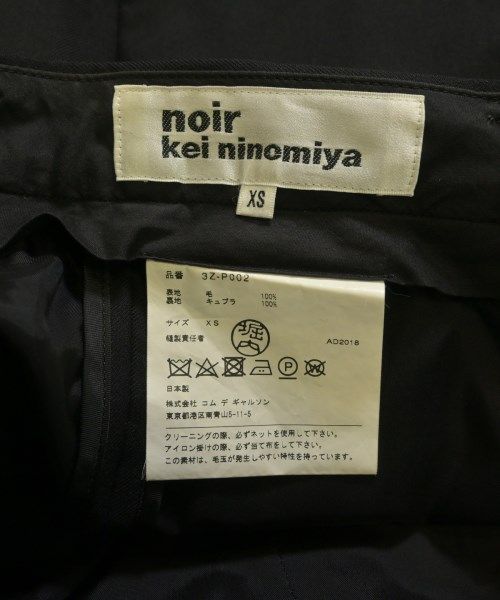 noir
kei ninomiya
XS
品番 3Z-P002
表地 毛 100%
裏地 キュプラ 100%
サイズ XS
縫製責任者 堀内 AD2018
P
日本製
株式会社 コム デ ギャルソン
東京都港区南青山5-11-5
クリーニングの際、必ずネットを使用して下さい。
アイロン掛けの際、必ず当て布をして下さい。
この素材は、毛玉が発生しやすい特性を持っています。